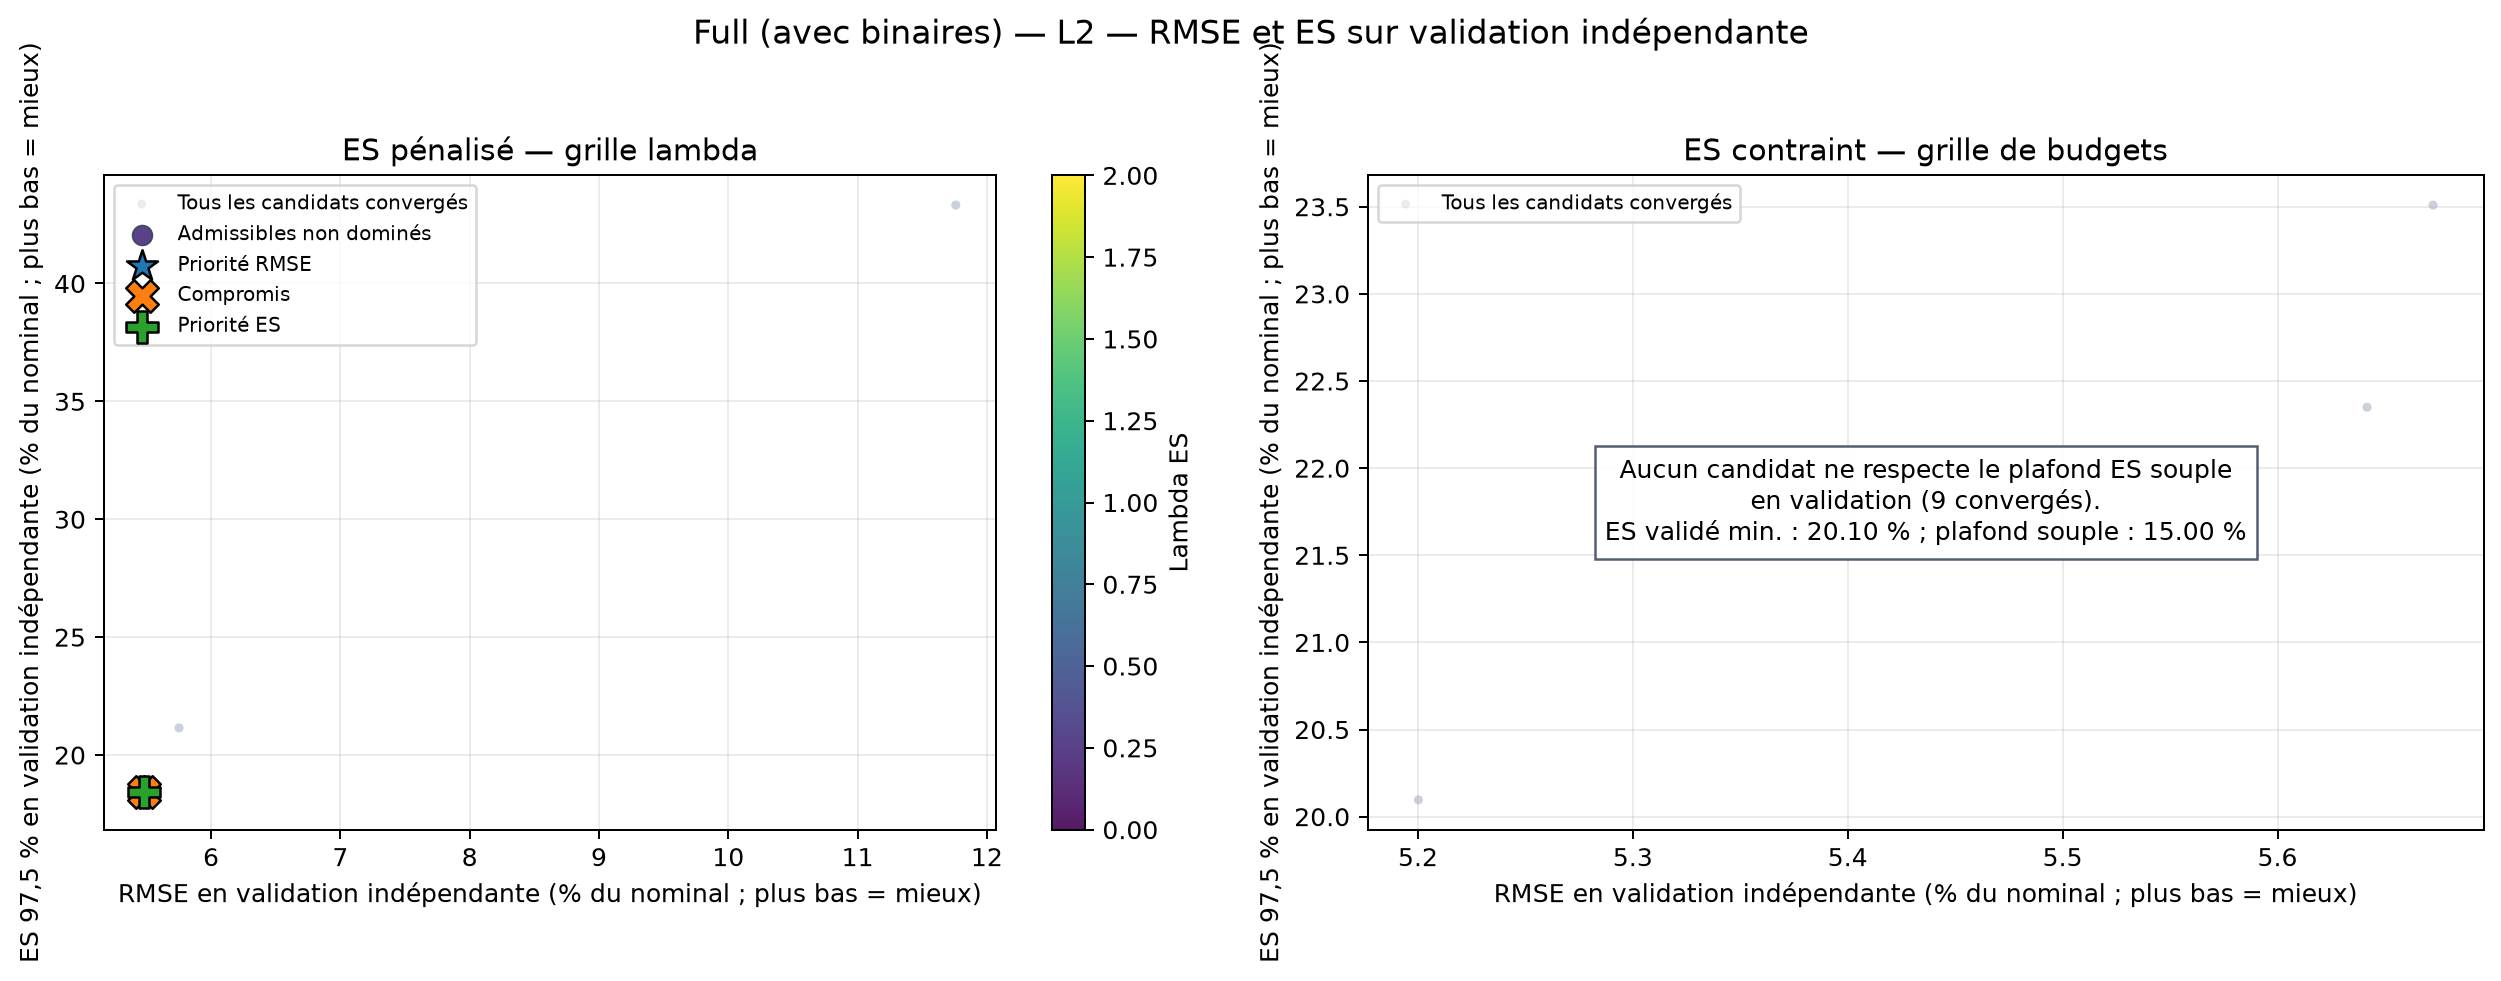 Full (avec binaires) — L2 — RMSE et ES sur validation indépendante
ES pénalisé — grille lambda
ES 97,5 % en validation indépendante (% du nominal ; plus bas = mieux)
Tous les candidats convergés
Admissibles non dominés
Priorité RMSE
Compromis
Priorité ES
40
35
30
25
20
6 7 8 9 10 11 12
RMSE en validation indépendante (% du nominal ; plus bas = mieux)
2.00
1.75
1.50
1.25
1.00
0.75
0.50
0.25
0.00
Lambda ES
ES contraint — grille de budgets
ES 97,5 % en validation indépendante (% du nominal ; plus bas = mieux)
Tous les candidats convergés
23.5
23.0
22.5
22.0
21.5
21.0
20.5
20.0
Aucun candidat ne respecte le plafond ES souple
en validation (9 convergés).
ES validé min. : 20.10 % ; plafond souple : 15.00 %
5.2 5.3 5.4 5.5 5.6
RMSE en validation indépendante (% du nominal ; plus bas = mieux)